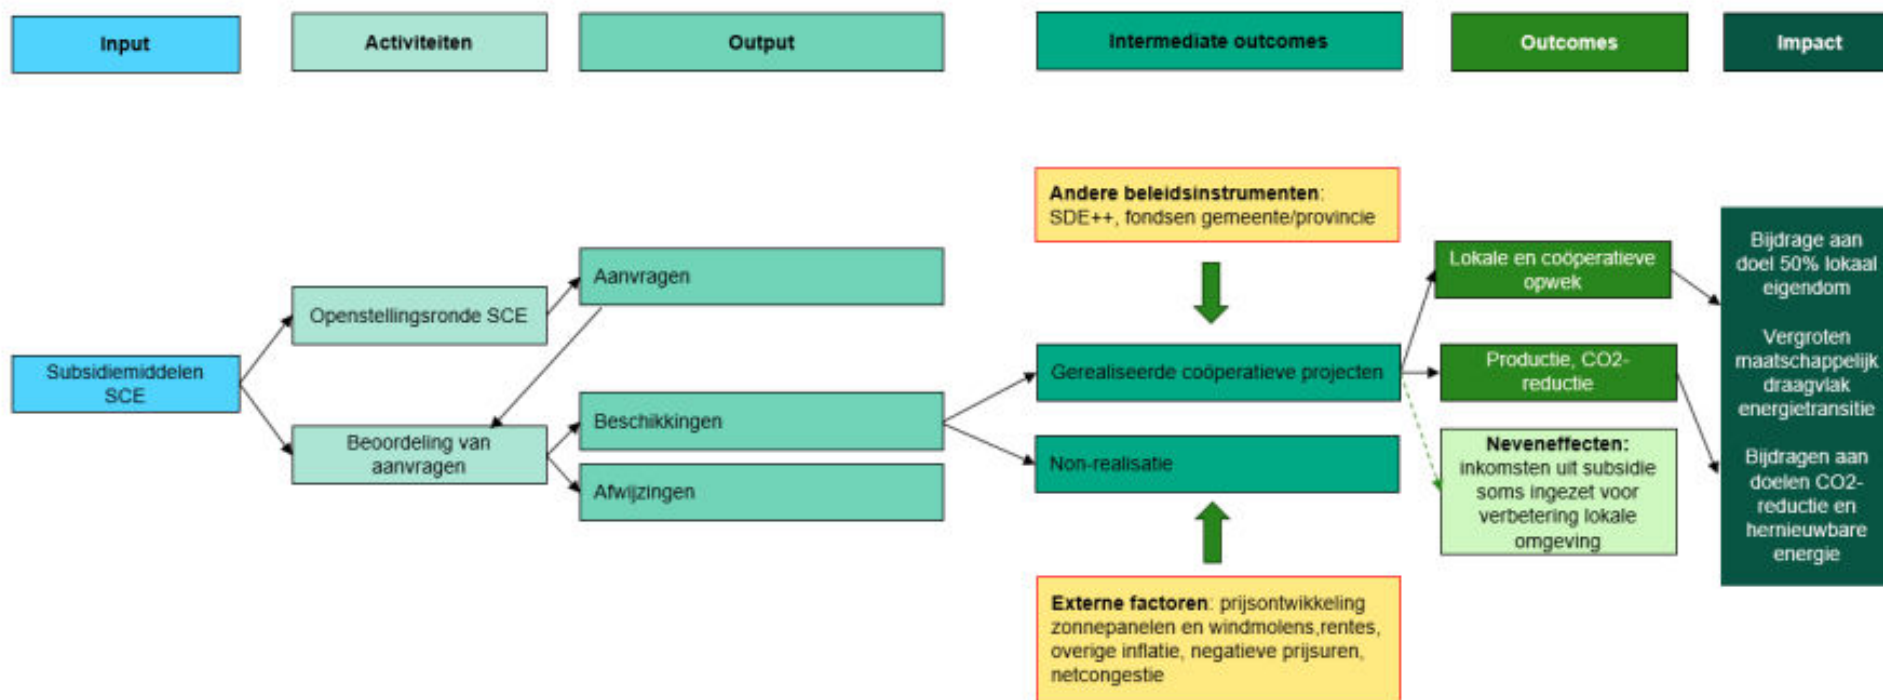 Input
Activiteiten
Output
Intermediate outcomes
Outcomes
Impact
Subsidiemiddelen
SCE
Openstellingsronde SCE
Beoordeling van
aanvragen
Aanvragen
Beschikkingen
Afwijzingen
Andere beleidsinstrumenten:
SDE++, fondsen gemeente/provincie
Gerealiseerde coöperatieve projecten
Non-realisatie
Externe factoren: prijsontwikkeling
zonnepanelen en windmolens,rentes,
overige inflatie, negatieve prijsuren,
netcongestie
Lokale en coöperatieve
opwek
Productie, CO2-
reductie
Neveneffecten:
inkomsten uit subsidie
soms ingezet voor
verbetering lokale
omgeving
Bijdrage aan
doel 50% lokaal
eigendom
Vergroten
maatschappelijk
draagvlak
energietransitie
Bijdragen aan
doelen CO2-
reductie en
hernieuwbare
energie